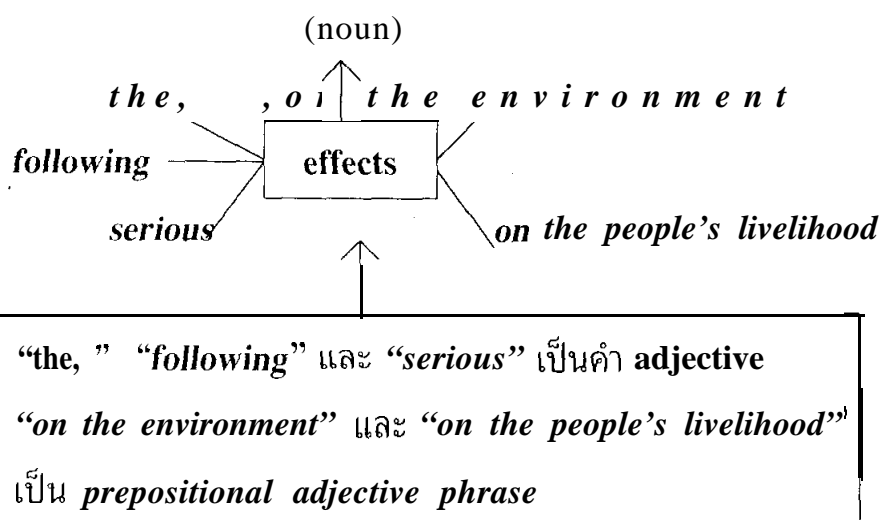 (noun)
the, , on the environment
following effects
serious on the people's livelihood
“the, ” “following” และ “serious” เป็นคำ adjective
“on the environment” และ “on the people's livelihood”
เป็น prepositional adjective phrase